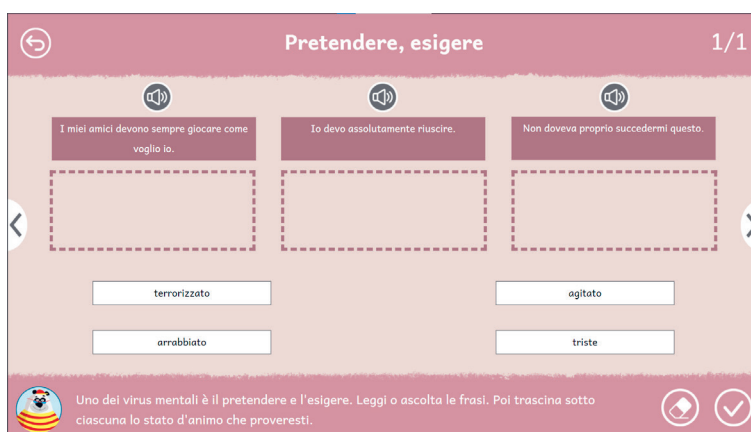 Pretendere, esigere
1/1
I miei amici devono sempre giocare come
voglio io.
Io devo assolutamente riuscire.
Non doveva proprio succedermi questo.
terrorizzato
agitato
arrabbiato
triste
Uno dei virus mentali è il pretendere e l'esigere. Leggi o ascolta le frasi. Poi trascina sotto
ciascuna lo stato d'animo che proveresti.